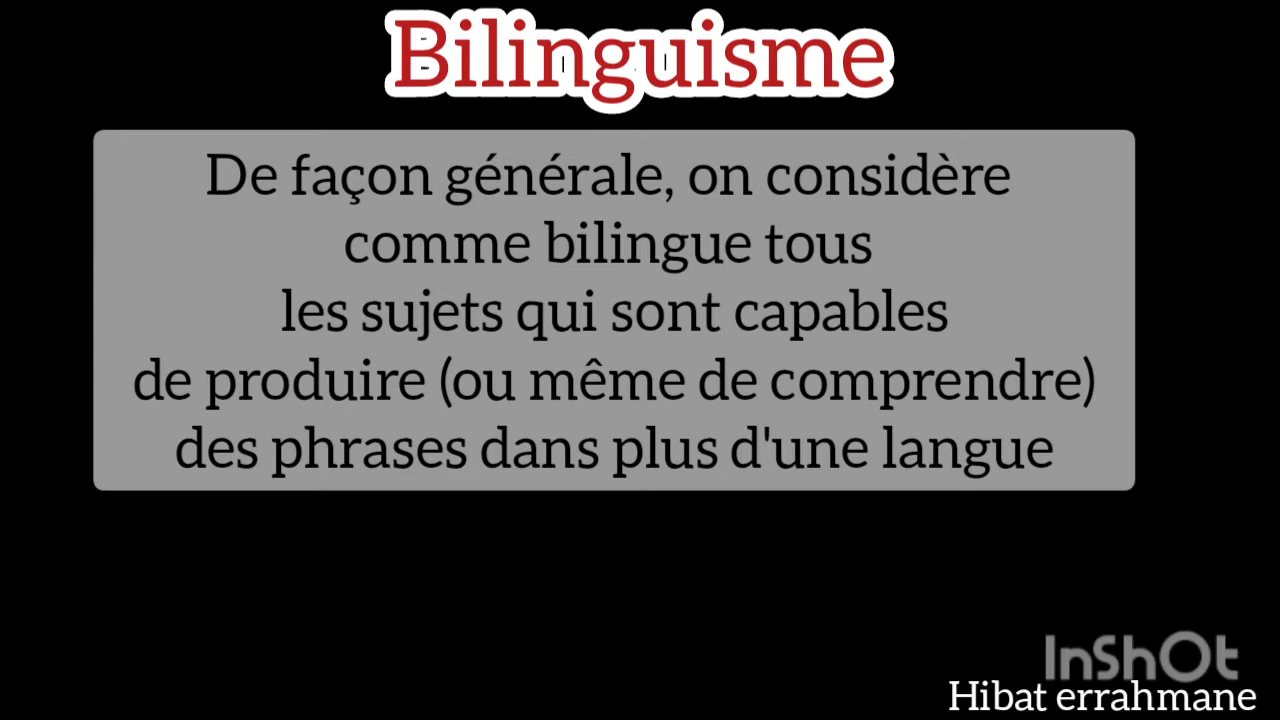 Bilinguisme
De façon générale, on considère
comme bilingue tous
les sujets qui sont capables
de produire (ou même de comprendre)
des phrases dans plus d'une langue
InShOt
Hibat errahmane